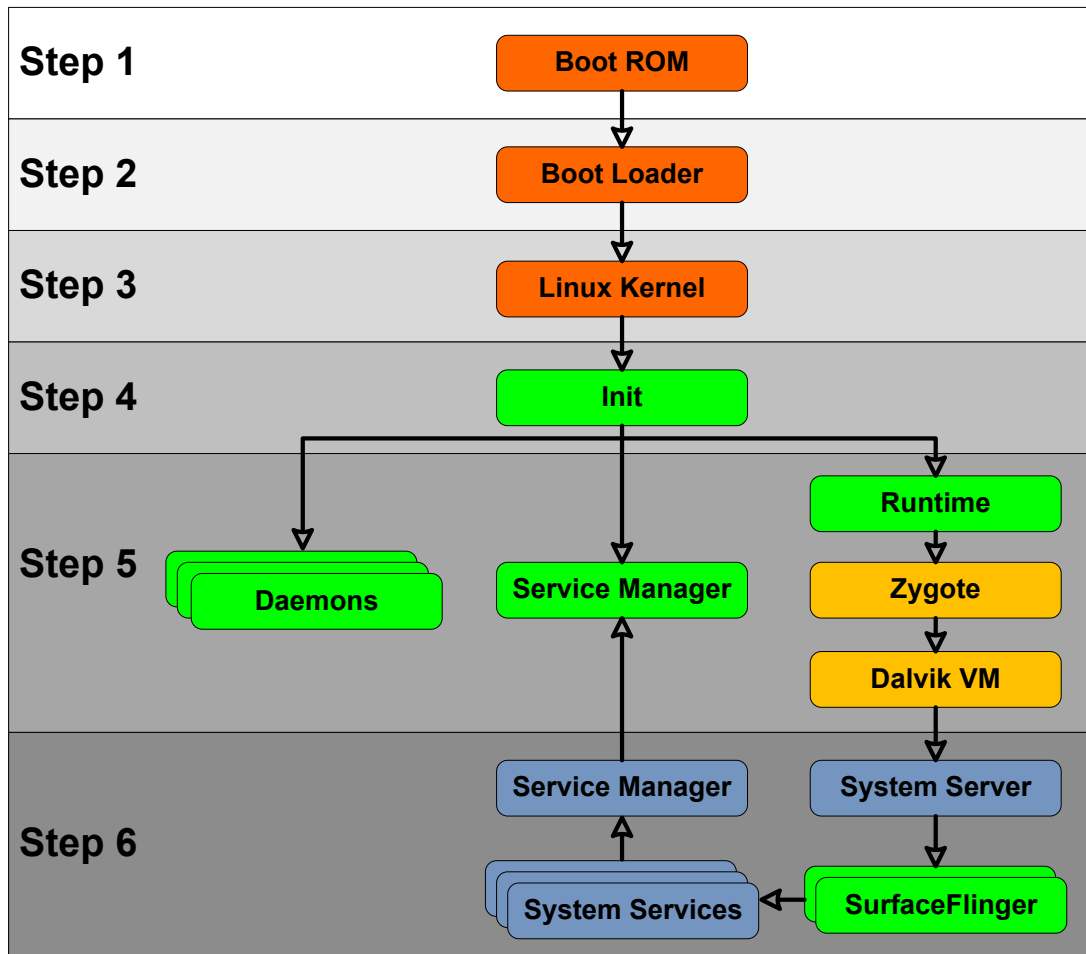 Step 1
Boot ROM
Step 2
Boot Loader
Step 3
Linux Kernel
Step 4
Init
Step 5
Runtime
Daemons
Service Manager
Zygote
Dalvik VM
Step 6
Service Manager
System Server
System Services
SurfaceFlinger